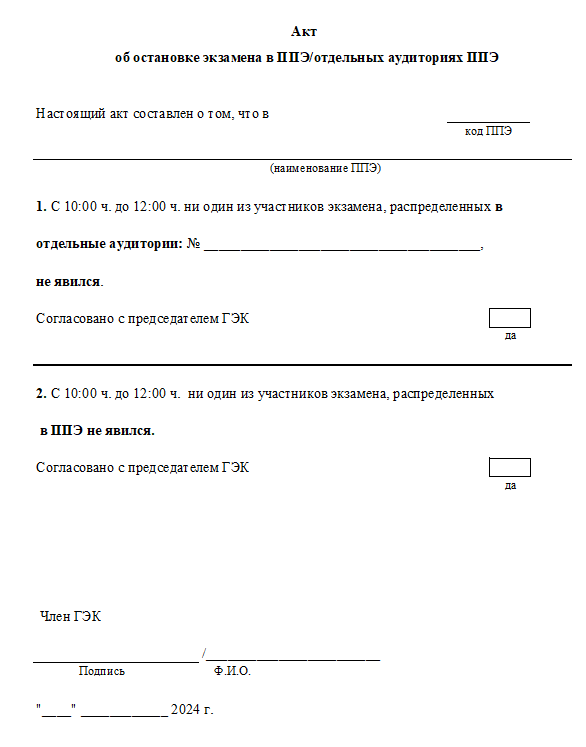 Акт
об остановке экзамена в ППЭ/отдельных аудиториях ППЭ
Настоящий акт составлен о том, что в
код ППЭ
(наименование ППЭ)
1. С 10:00 ч. до 12:00 ч. ни один из участников экзамена, распределенных в
отдельные аудитории: № ______________________________________,
не явился.
Согласовано с председателем ГЭК
да
2. С 10:00 ч. до 12:00 ч. ни один из участников экзамена, распределенных
в ППЭ не явился.
Согласовано с председателем ГЭК
да
Член ГЭК
/________________________
Подпись Ф.И.О.
"____" ____________ 2024 г.